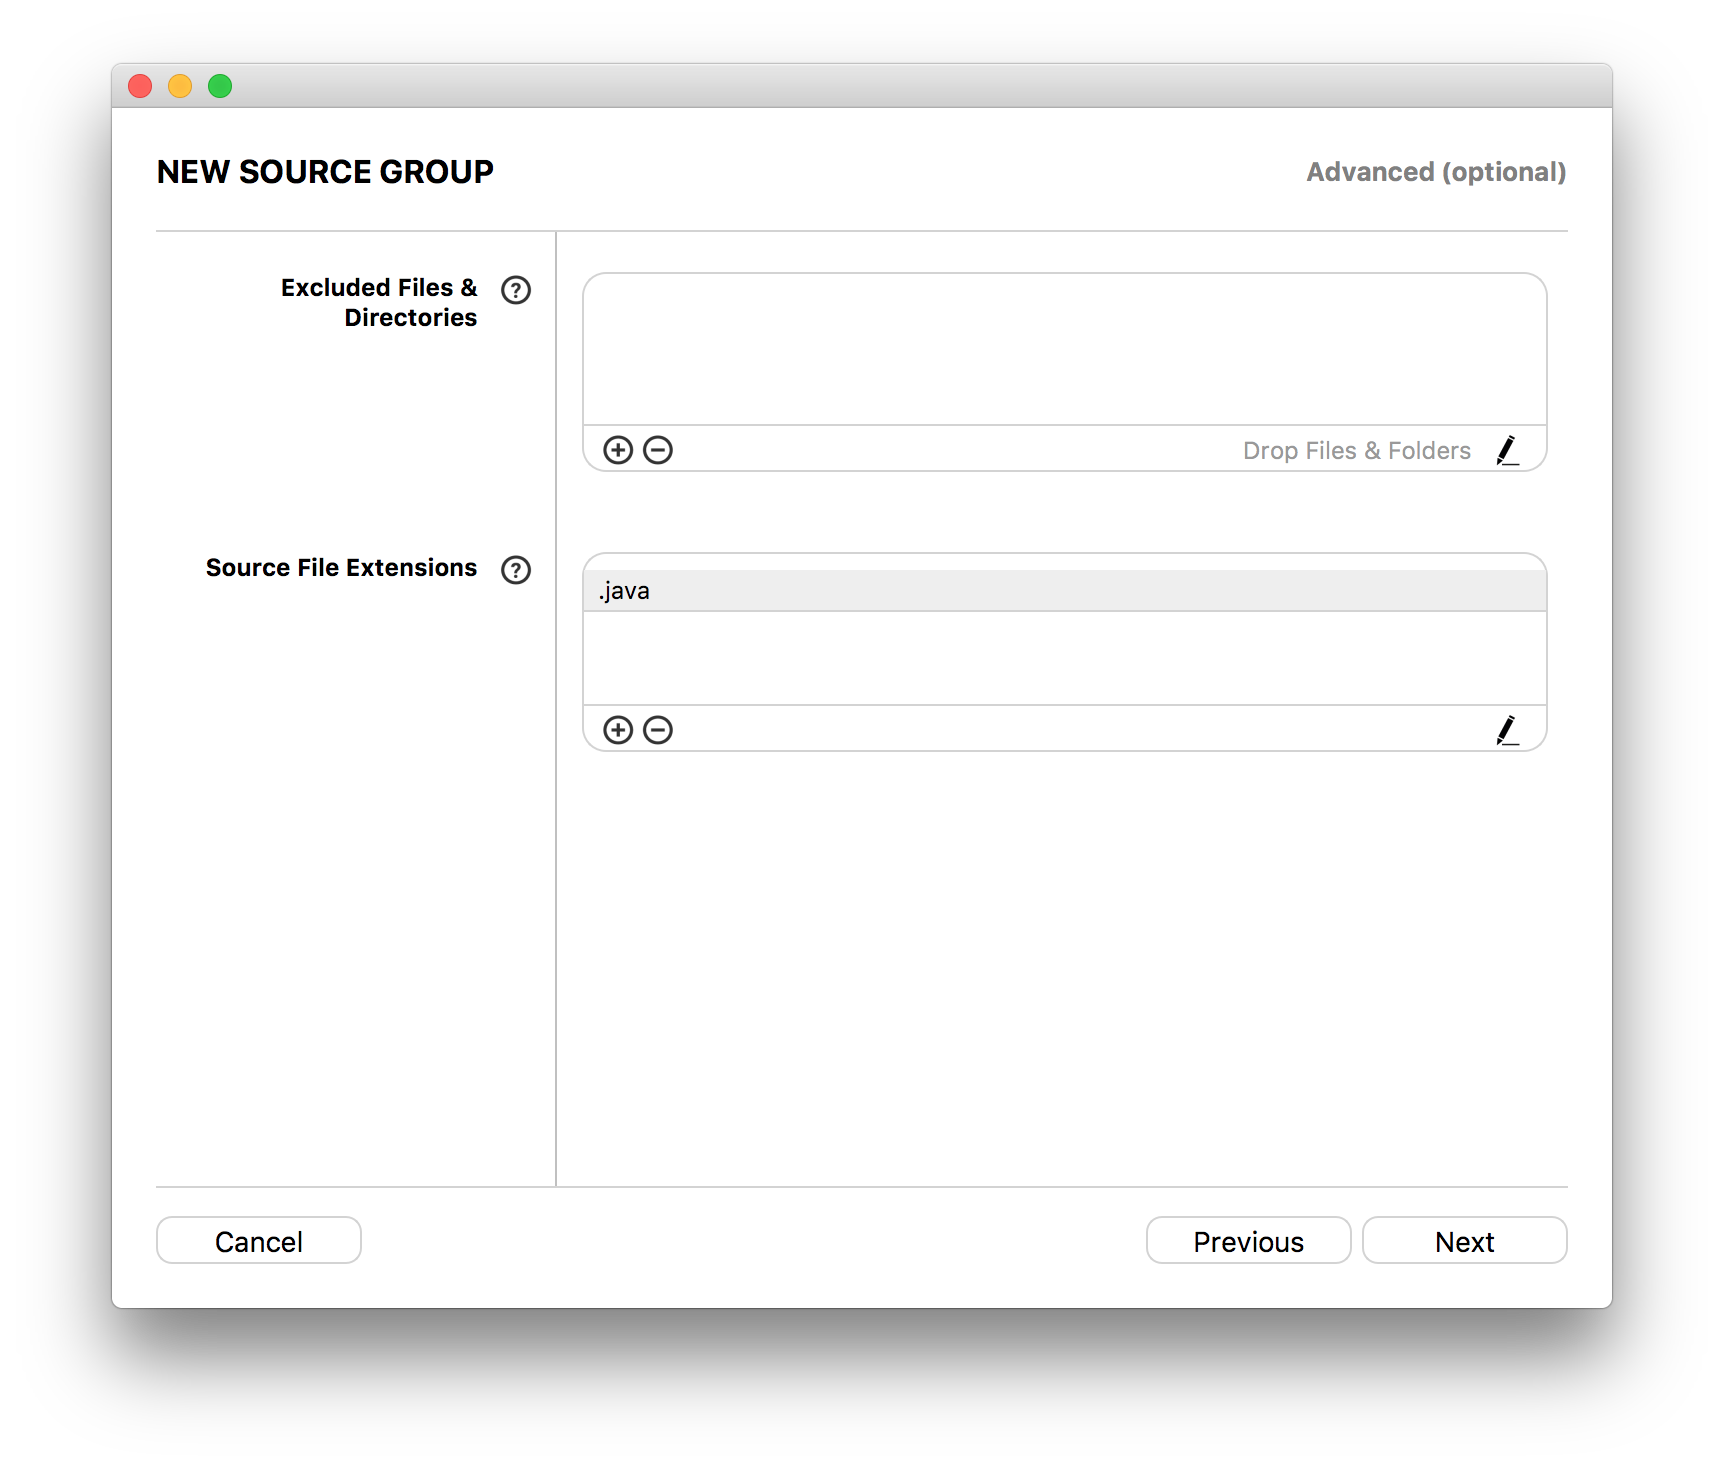 NEW SOURCE GROUP
Advanced (optional)
Excluded Files &
Directories
Drop Files & Folders
Source File Extensions
.java
Cancel
Previous
Next